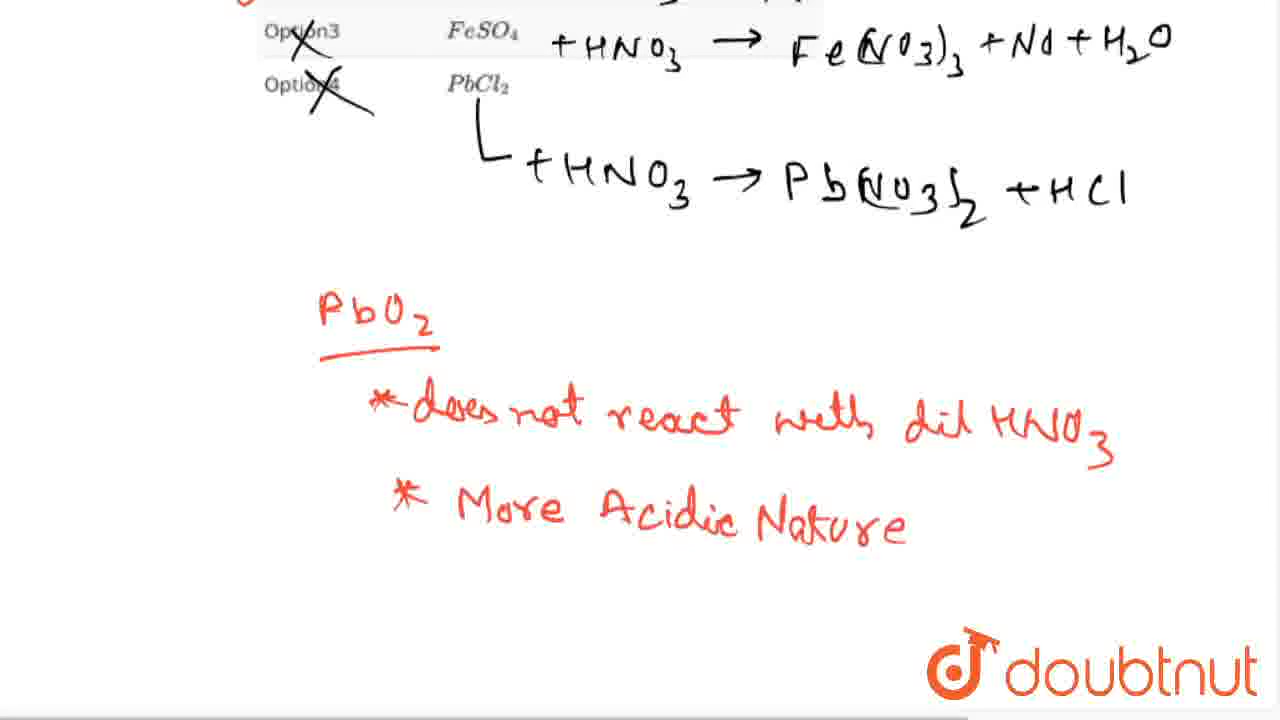 Option3 FeSO₄ + HNO₃ → Fe(NO₃)₃ + NO + H₂O
Option4 PbCl₂
+ HNO₃ → Pb(NO₃)₂ + HCl
PbO₂
* does not react with dil HNO₃
* More Acidic Nature
doubtnut